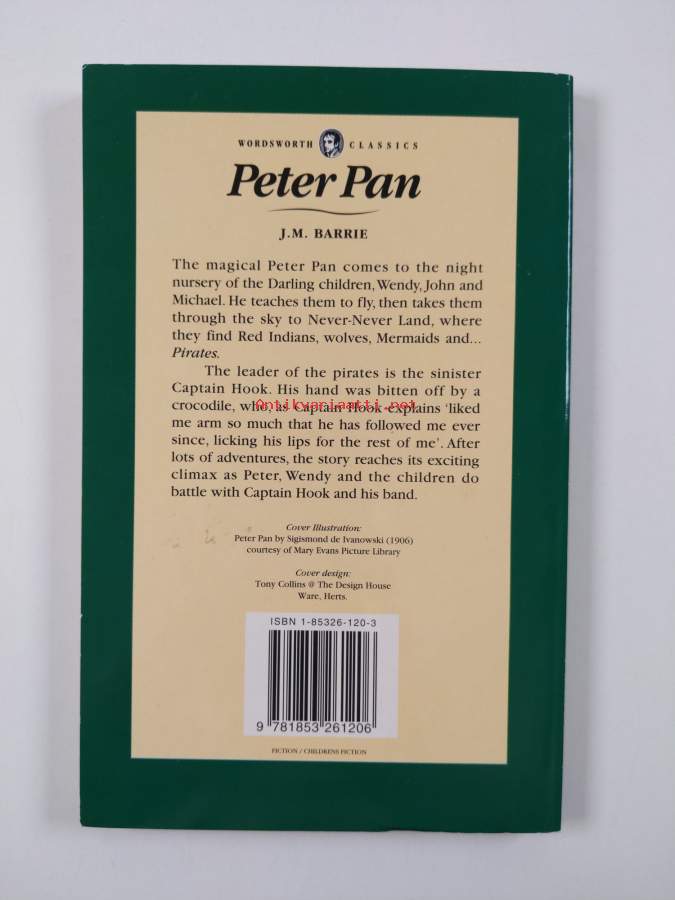 WORDSWORTH CLASSICS
Peter Pan
J.M. BARRIE
The magical Peter Pan comes to the night
nursery of the Darling children, Wendy, John and
Michael. He teaches them to fly, then takes them
through the sky to Never-Never Land, where
they find Red Indians, wolves, Mermaids and...
Pirates.
The leader of the pirates is the sinister
Captain Hook. His hand was bitten off by a
Antikvariaatti.net
crocodile, who, as Captain Hook explains 'liked
me arm so much that he has followed me ever
since, licking his lips for the rest of me'. After
lots of adventures, the story reaches its exciting
climax as Peter, Wendy and the children do
battle with Captain Hook and his band.
Cover Illustration:
Peter Pan by Sigismond de Ivanowski (1906)
courtesy of Mary Evans Picture Library
Cover design:
Tony Collins @ The Design House
Ware, Herts.
ISBN 1-85326-120-3
9 781853 261206
FICTION / CHILDRENS FICTION